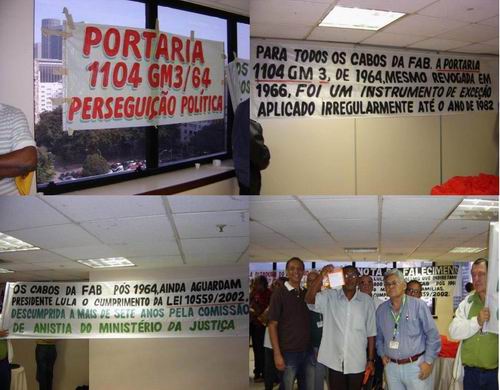 PORTARIA
1104 GM3/64
PERSEGUIÇÃO POLÍTICA
PARA TODOS OS CABOS DA FAB. A PORTARIA
1104 GM 3, DE 1964, MESMO REVOGADA EM
1966, FOI UM INSTRUMENTO DE EXCEÇÃO
APLICADO IRREGULARMENTE ATÉ O ANO DE 1982
OS CABOS DA FAB PÓS 1964, AINDA AGUARDAM
PRESIDENTE LULA O CUMPRIMENTO DA LEI 10559/2002,
DESCUMPRIDA A MAIS DE SETE ANOS PELA COMISSÃO
DE ANISTIA DO MINISTÉRIO DA JUSTIÇA
NOTA FALECIMENT